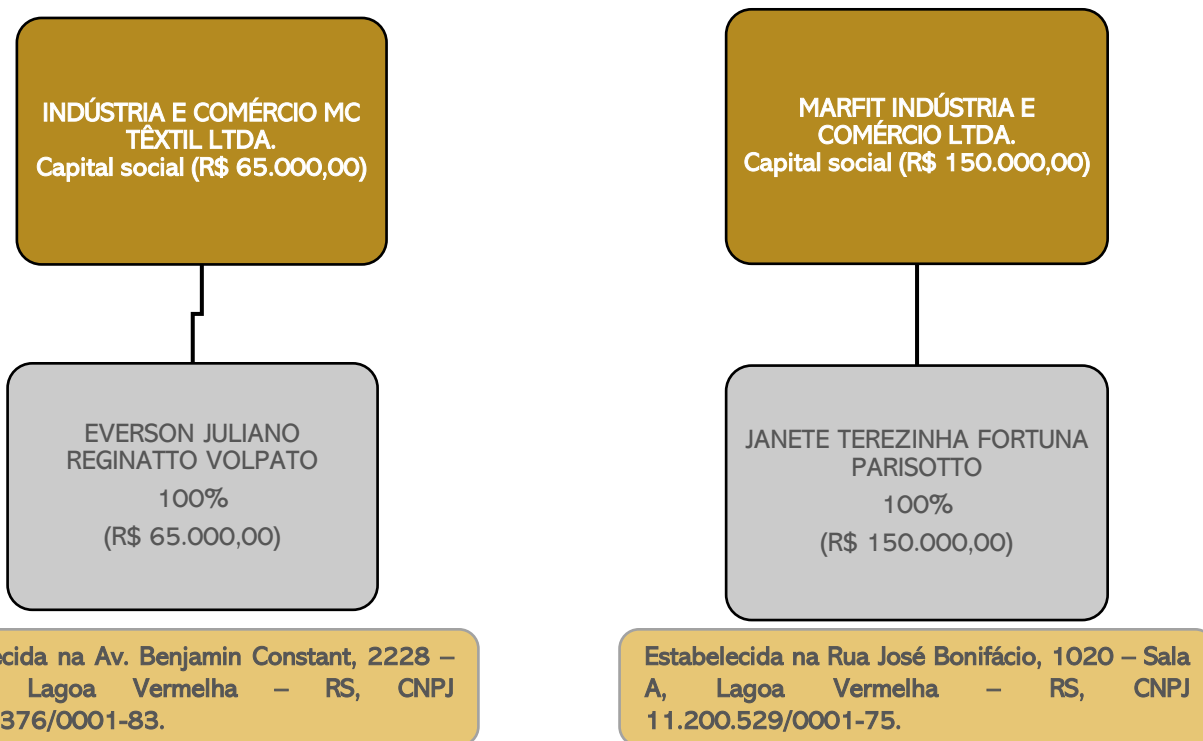 INDÚSTRIA E COMÉRCIO MC
TÊXTIL LTDA.
Capital social (R$ 65.000,00)
MARFIT INDÚSTRIA E
COMÉRCIO LTDA.
Capital social (R$ 150.000,00)
EVERSON JULIANO
REGINATTO VOLPATO
100%
(R$ 65.000,00)
JANETE TEREZINHA FORTUNA
PARISOTTO
100%
(R$ 150.000,00)
na Av. Benjamin Constant, 2228 –
Lagoa Vermelha – RS, CNPJ
376/0001-83.
Estabelecida na Rua José Bonifácio, 1020 – Sala
A, Lagoa Vermelha – RS, CNPJ
11.200.529/0001-75.